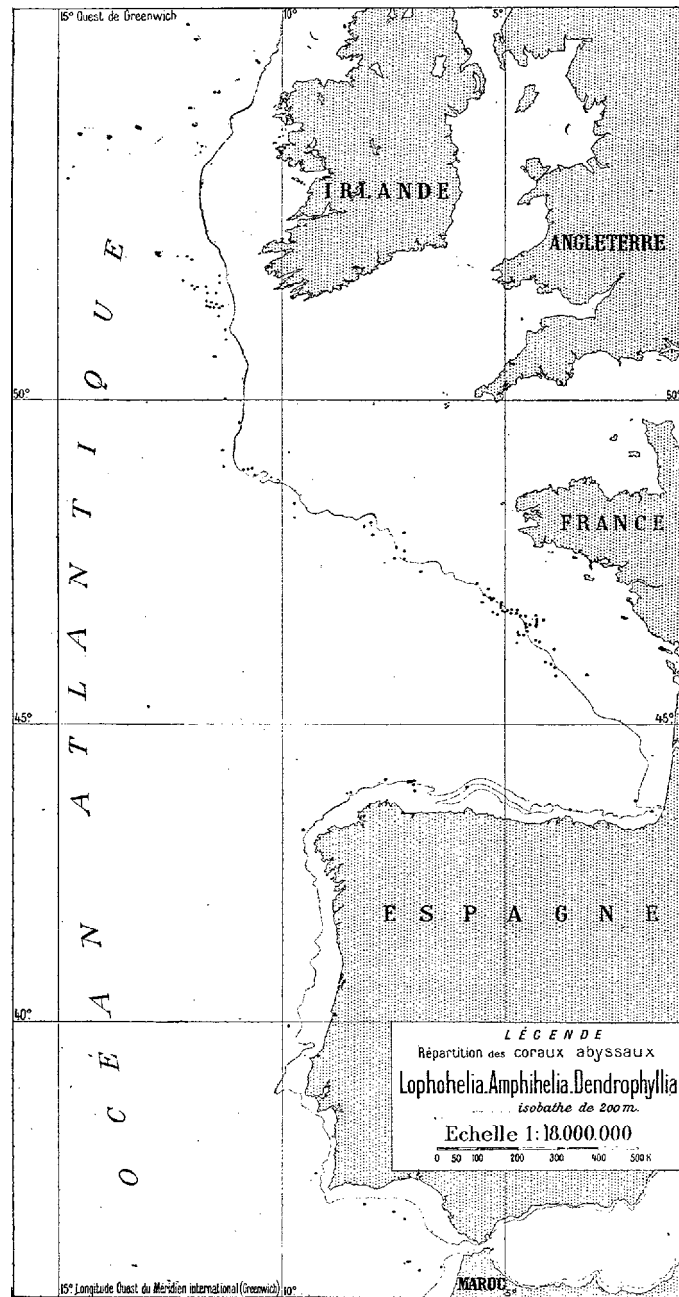 15° Ouest de Greenwich 10° 5°
IRLANDE
ANGLETERRE
50° 50°
FRANCE
OCÉAN ATLANTIQUE
45° 45°
ESPAGNE
40°
LÉGENDE
Répartition des coraux abyssaux
Lophohelia.Amphihelia.Dendrophyllia
isobathe de 200 m.
Echelle 1:18.000.000
0 50 100 200 300 400 500 K
MAROC
15° Longitude Ouest du Méridien international (Greenwich) 10° 5°